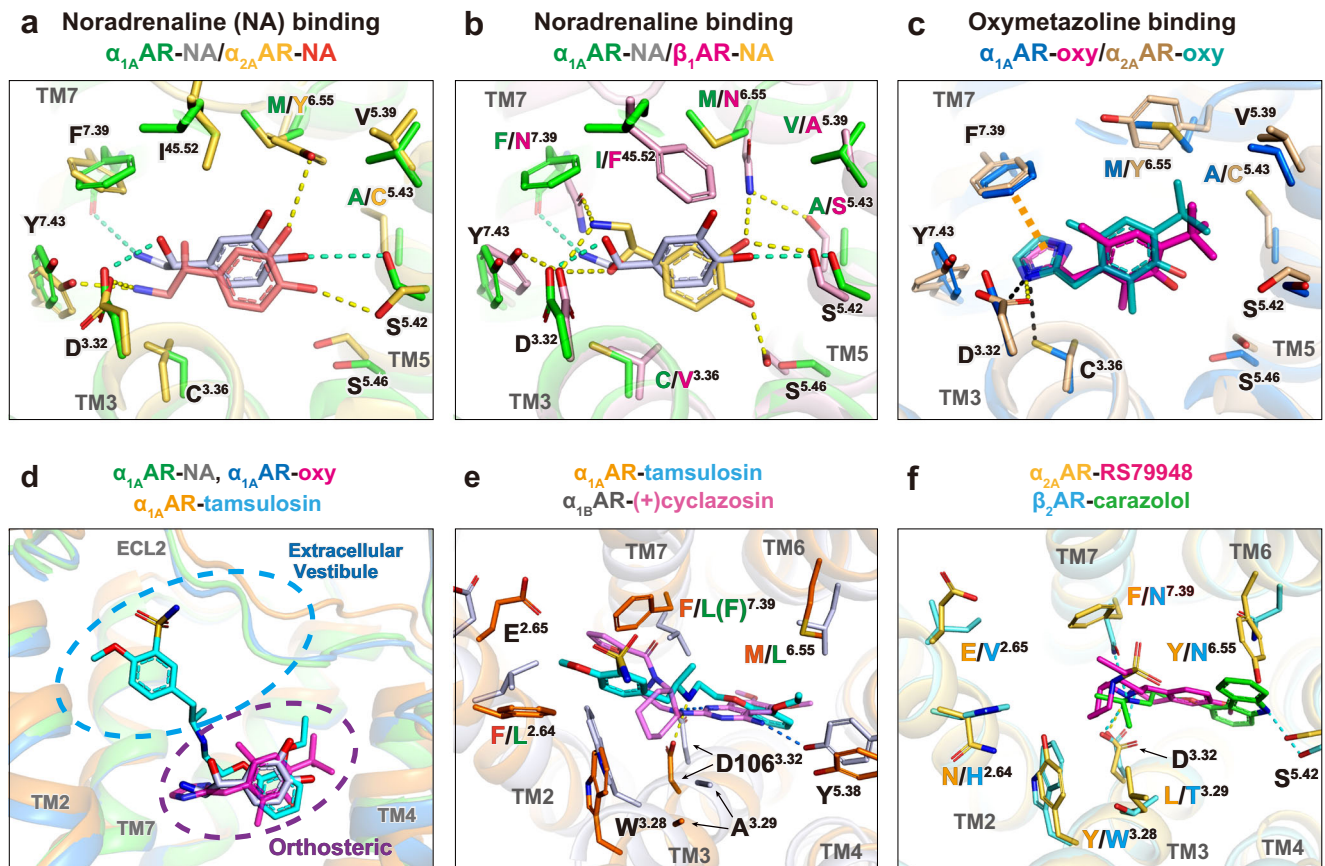 a Noradrenaline (NA) binding
α1AAR-NA/α2AAR-NA
TM7
M/Y6.55
V5.39
F7.39
I45.52
A/C5.43
Y7.43
D3.32
S5.42
TM5
C3.36
S5.46
TM3
b Noradrenaline binding
α1AAR-NA/β1AR-NA
TM7
M/N6.55
V/A5.39
F/N7.39
I/F45.52
A/S5.43
Y7.43
S5.42
D3.32
TM5
C/V3.36
S5.46
TM3
c Oxymetazoline binding
α1AAR-oxy/α2AAR-oxy
TM7
V5.39
F7.39
M/Y6.55
A/C5.43
Y7.43
S5.42
D3.32
TM5
C3.36
S5.46
TM3
d α1AAR-NA, α1AAR-oxy
α1AAR-tamsulosin
ECL2
Extracellular
Vestibule
TM2
TM7
TM4
Orthosteric
e α1AAR-tamsulosin
α1BAR-(+)cyclazosin
TM7
TM6
E2.65
F/L(F)7.39
M/L6.55
F/L2.64
D1063.32
Y5.38
TM2
W3.28
A3.29
TM3
TM4
f α2AAR-RS79948
β2AR-carazolol
TM7
TM6
F/N7.39
E/V2.65
Y/N6.55
D3.32
S5.42
N/H2.64
L/T3.29
TM2
Y/W3.28
TM3
TM4